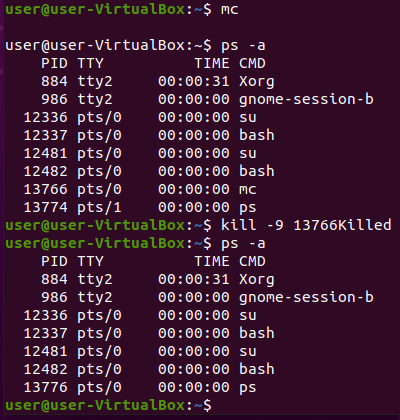 user@user-VirtualBox:~$ mc
user@user-VirtualBox:~$ ps -a
    PID TTY          TIME CMD
    884 tty2     00:00:31 Xorg
    986 tty2     00:00:00 gnome-session-b
  12336 pts/0    00:00:00 su
  12337 pts/0    00:00:00 bash
  12481 pts/0    00:00:00 su
  12482 pts/0    00:00:00 bash
  13766 pts/0    00:00:00 mc
  13774 pts/1    00:00:00 ps
user@user-VirtualBox:~$ kill -9 13766Killed
user@user-VirtualBox:~$ ps -a
    PID TTY          TIME CMD
    884 tty2     00:00:31 Xorg
    986 tty2     00:00:00 gnome-session-b
  12336 pts/0    00:00:00 su
  12337 pts/0    00:00:00 bash
  12481 pts/0    00:00:00 su
  12482 pts/0    00:00:00 bash
  13776 pts/0    00:00:00 ps
user@user-VirtualBox:~$